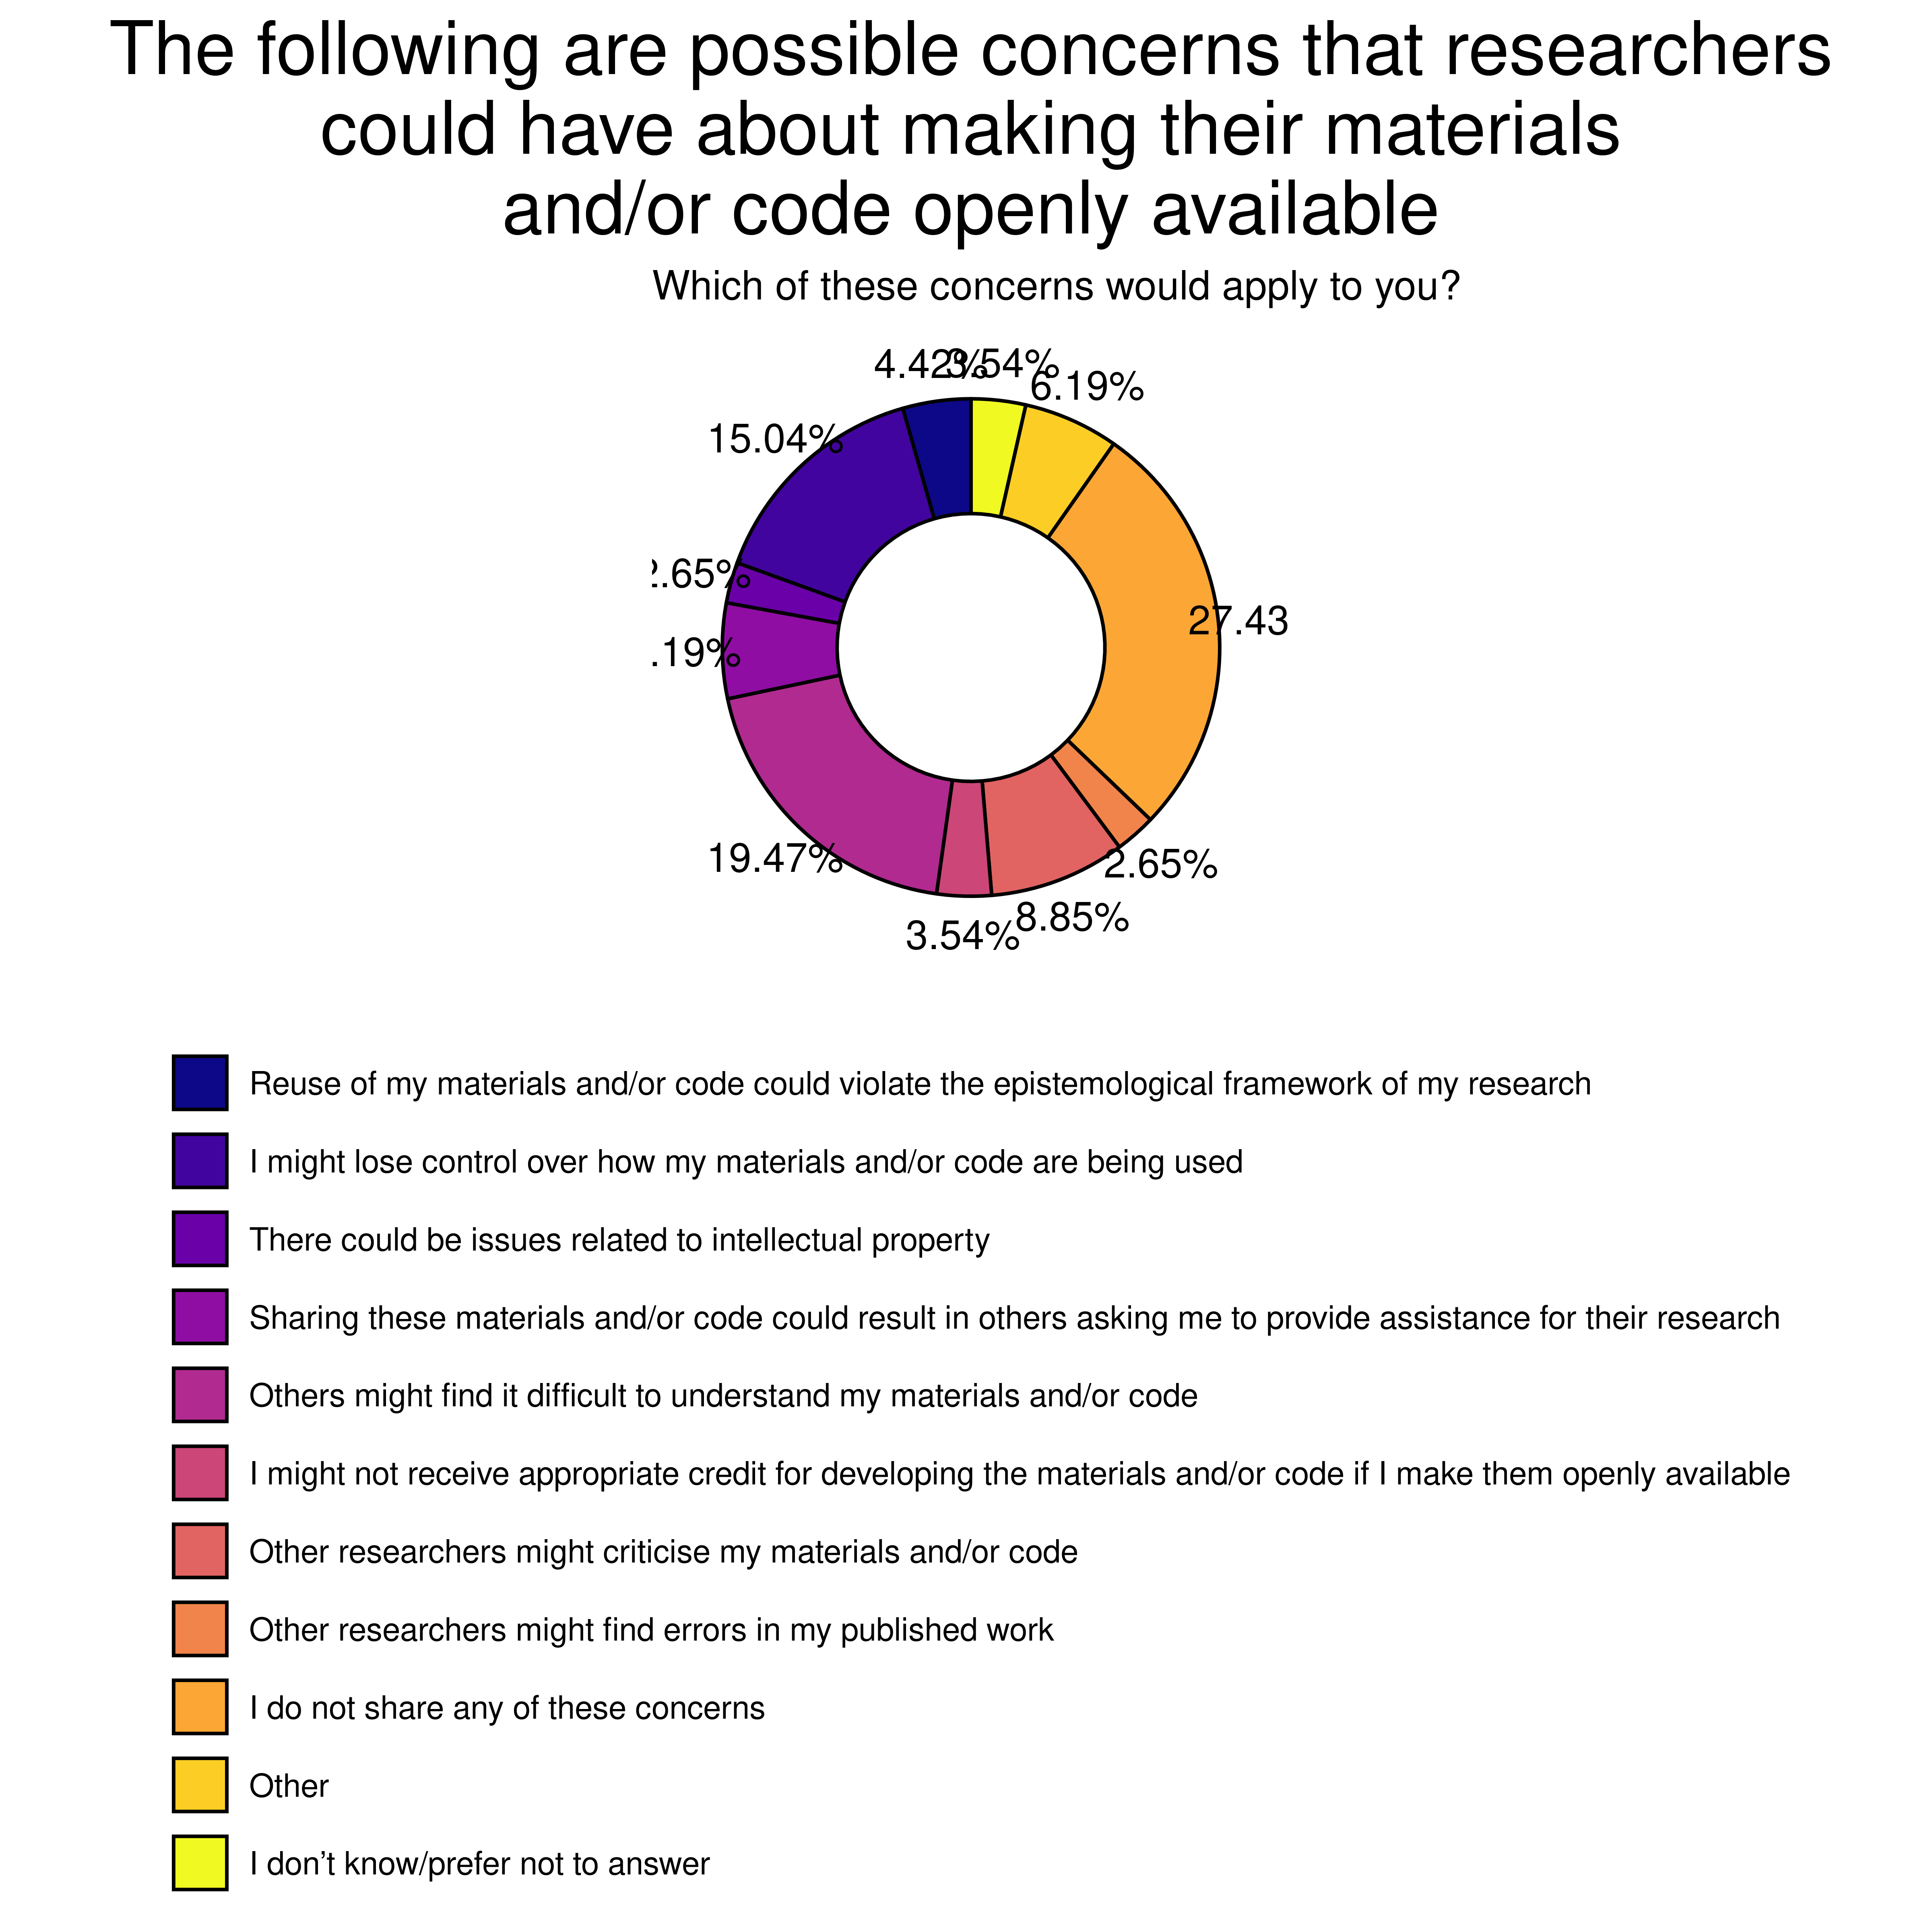 The following are possible concerns that researchers
could have about making their materials
and/or code openly available
Which of these concerns would apply to you?
4.42%
3.54%
6.19%
15.04%
2.65%
.19%
27.43
19.47%
2.65%
8.85%
3.54%
Reuse of my materials and/or code could violate the epistemological framework of my research
I might lose control over how my materials and/or code are being used
There could be issues related to intellectual property
Sharing these materials and/or code could result in others asking me to provide assistance for their research
Others might find it difficult to understand my materials and/or code
I might not receive appropriate credit for developing the materials and/or code if I make them openly available
Other researchers might criticise my materials and/or code
Other researchers might find errors in my published work
I do not share any of these concerns
Other
I don’t know/prefer not to answer